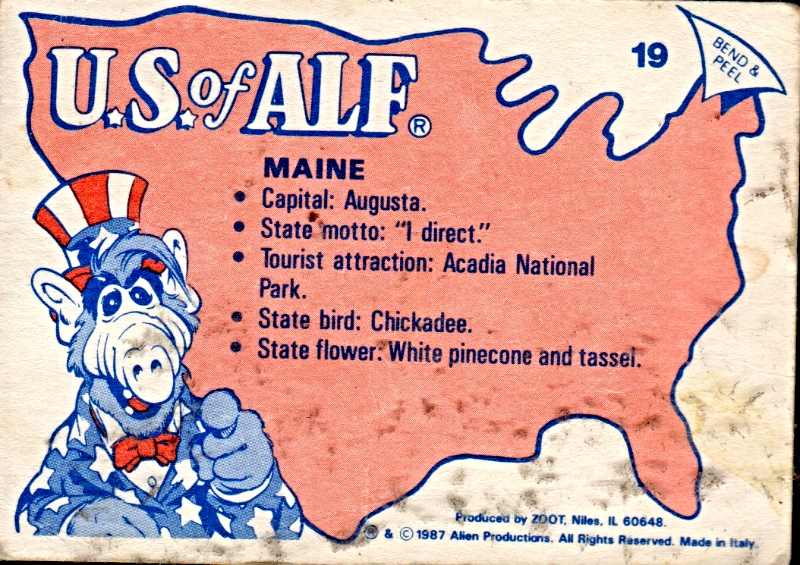 19
BEND &
PEEL
U.S. of ALF®
MAINE
• Capital: Augusta.
• State motto: “I direct.”
• Tourist attraction: Acadia National
Park.
• State bird: Chickadee.
• State flower: White pinecone and tassel.
Produced by ZOOT, Niles, IL 60648.
® & © 1987 Alien Productions. All Rights Reserved. Made in Italy.